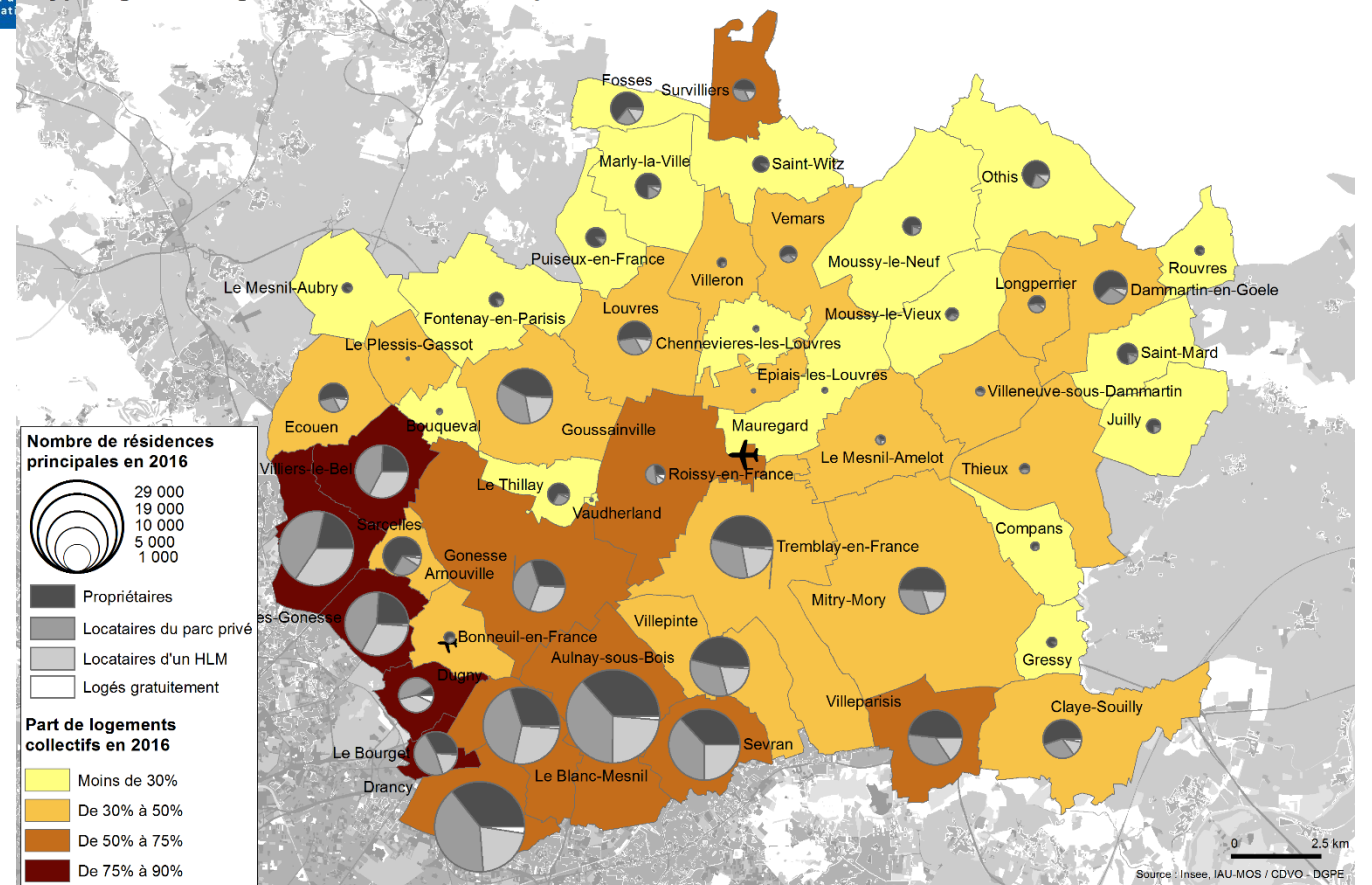 ati
Fosses
Survilliers
Marly-la-Ville
Saint-Witz
Othis
Vemars
Puiseux-en-France
Villeron
Moussy-le-Neuf
Rouvres
Le Mesnil-Aubry
Longperrier
Dammartin-en-Goele
Fontenay-en-Parisis
Louvres
Moussy-le-Vieux
Le Plessis-Gassot
Chennevieres-les-Louvres
Saint-Mard
Epiais-les-Louvres
Villeneuve-sous-Dammartin
Ecouen
Bouqueval
Goussainville
Mauregard
Juilly
Le Mesnil-Amelot
Villiers-le-Bel
Le Thillay
Roissy-en-France
Thieux
Vaudherland
Sarcelles
Compans
Gonesse
Tremblay-en-France
Arnouville
Mitry-Mory
es-Gonesse
Villepinte
Bonneuil-en-France
Aulnay-sous-Bois
Gressy
Dugny
Villeparisis
Claye-Souilly
Le Bourget
Sevran
Le Blanc-Mesnil
Drancy
Nombre de résidences
principales en 2016
29 000
19 000
10 000
5 000
1 000
Propriétaires
Locataires du parc privé
Locataires d'un HLM
Logés gratuitement
Part de logements
collectifs en 2016
Moins de 30%
De 30% à 50%
De 50% à 75%
De 75% à 90%
0 2.5 km
Source : Insee, IAU-MOS / CDVO - DGPE